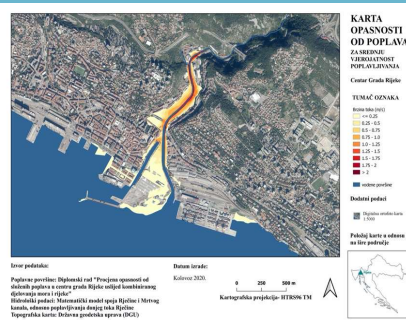 KARTA
OPASNOSTI
OD POPLAVA
ZA SREDNJU
VJEROJATNOST
POPLAVLJIVANJA
Centar Grada Rijeke
TUMAČ OZNAKA
Brzina toka (m/s)
<= 0.25
0.25 - 0.5
0.5 - 0.75
0.75 - 1.0
1.0 - 1.25
1.25 - 1.5
1.5 - 1.75
1.75 - 2
> 2
vodene površine
Dodatni podaci
Digitalna ortofoto karta
1:5000
Položaj karte u odnosu
na šire područje
Izvor podataka:
Poplavne površine: Diplomski rad "Procjena opasnosti od
složenih poplava u centru grada Rijeke uslijed kombiniranog
djelovanja mora i rijeke"
Hidrološki podaci: Matematički model spoja Rječine i Mrtvog
kanala, odnosno poplavljivanja donjeg toka Rječine
Topografska karta: Državna geodetska uprava (DGU)
Datum izrade:
Kolovoz 2020.
0 250 500 m
Kartografska projekcija- HTRS96 TM